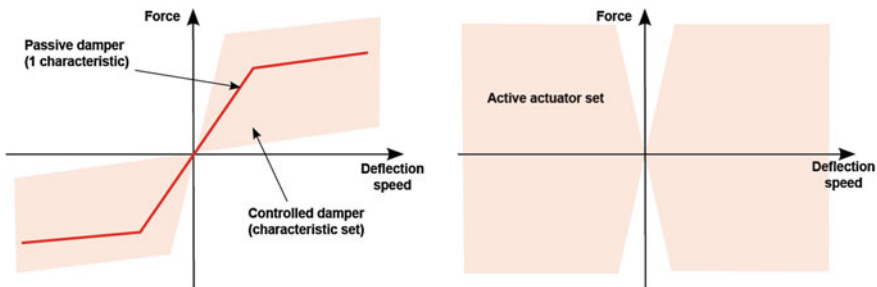 Force
Passive damper
(1 characteristic)
Deflection
speed
Controlled damper
(characteristic set)
Force
Active actuator set
Deflection
speed